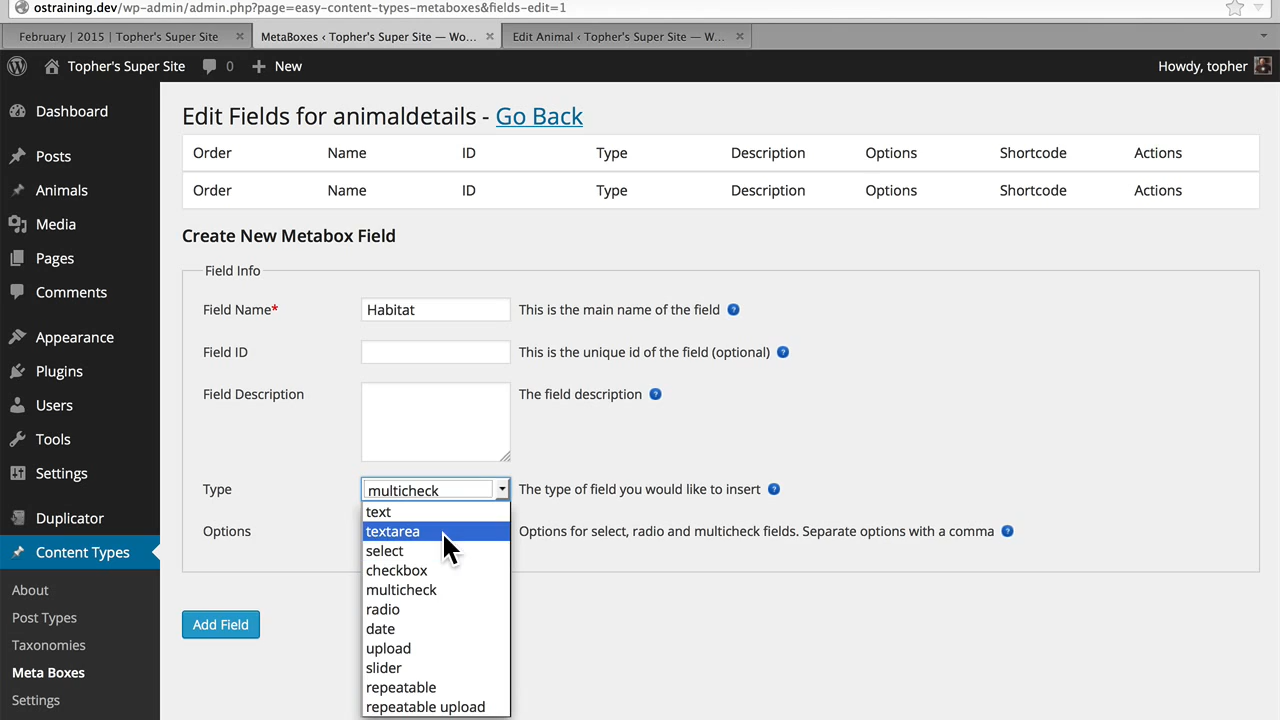 ostraining.dev/wp-admin/admin.php?page=easy-content-types-metaboxes&fields-edit=1
February | 2015 | Topher's Super Site × MetaBoxes ‹ Topher's Super Site — Wo... × Edit Animal ‹ Topher's Super Site — W... ×
Topher's Super Site 0 + New Howdy, topher
Dashboard
Posts
Animals
Media
Pages
Comments
Appearance
Plugins
Users
Tools
Settings
Duplicator
Content Types
About
Post Types
Taxonomies
Meta Boxes
Settings
Edit Fields for animaldetails - Go Back
Order Name ID Type Description Options Shortcode Actions
Order Name ID Type Description Options Shortcode Actions
Create New Metabox Field
Field Info
Field Name* Habitat This is the main name of the field ?
Field ID This is the unique id of the field (optional) ?
Field Description The field description ?
Type multicheck The type of field you would like to insert ?
Options Options for select, radio and multicheck fields. Separate options with a comma ?
text
textarea
select
checkbox
multicheck
radio
date
upload
slider
repeatable
repeatable upload
Add Field